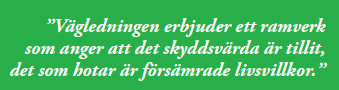 ”Vägledningen erbjuder ett ramverk
som anger att det skyddsvärda är tillit,
det som hotar är försämrade livsvillkor.”